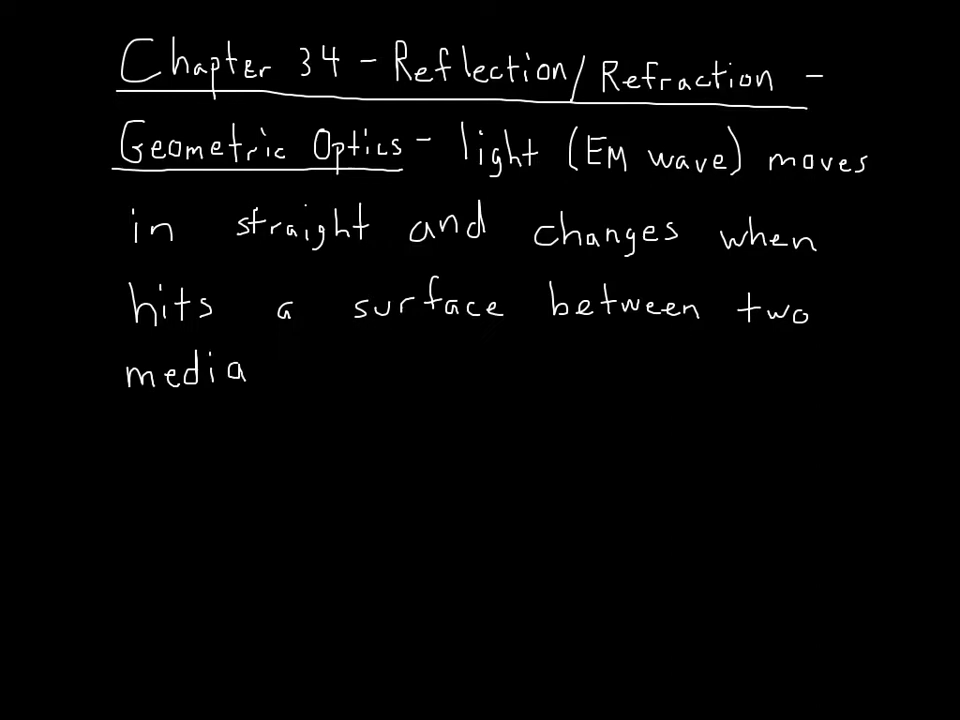 Chapter 34 - Reflection/Refraction -
Geometric Optics - light (EM wave) moves
in straight and changes when
hits a surface between two
media